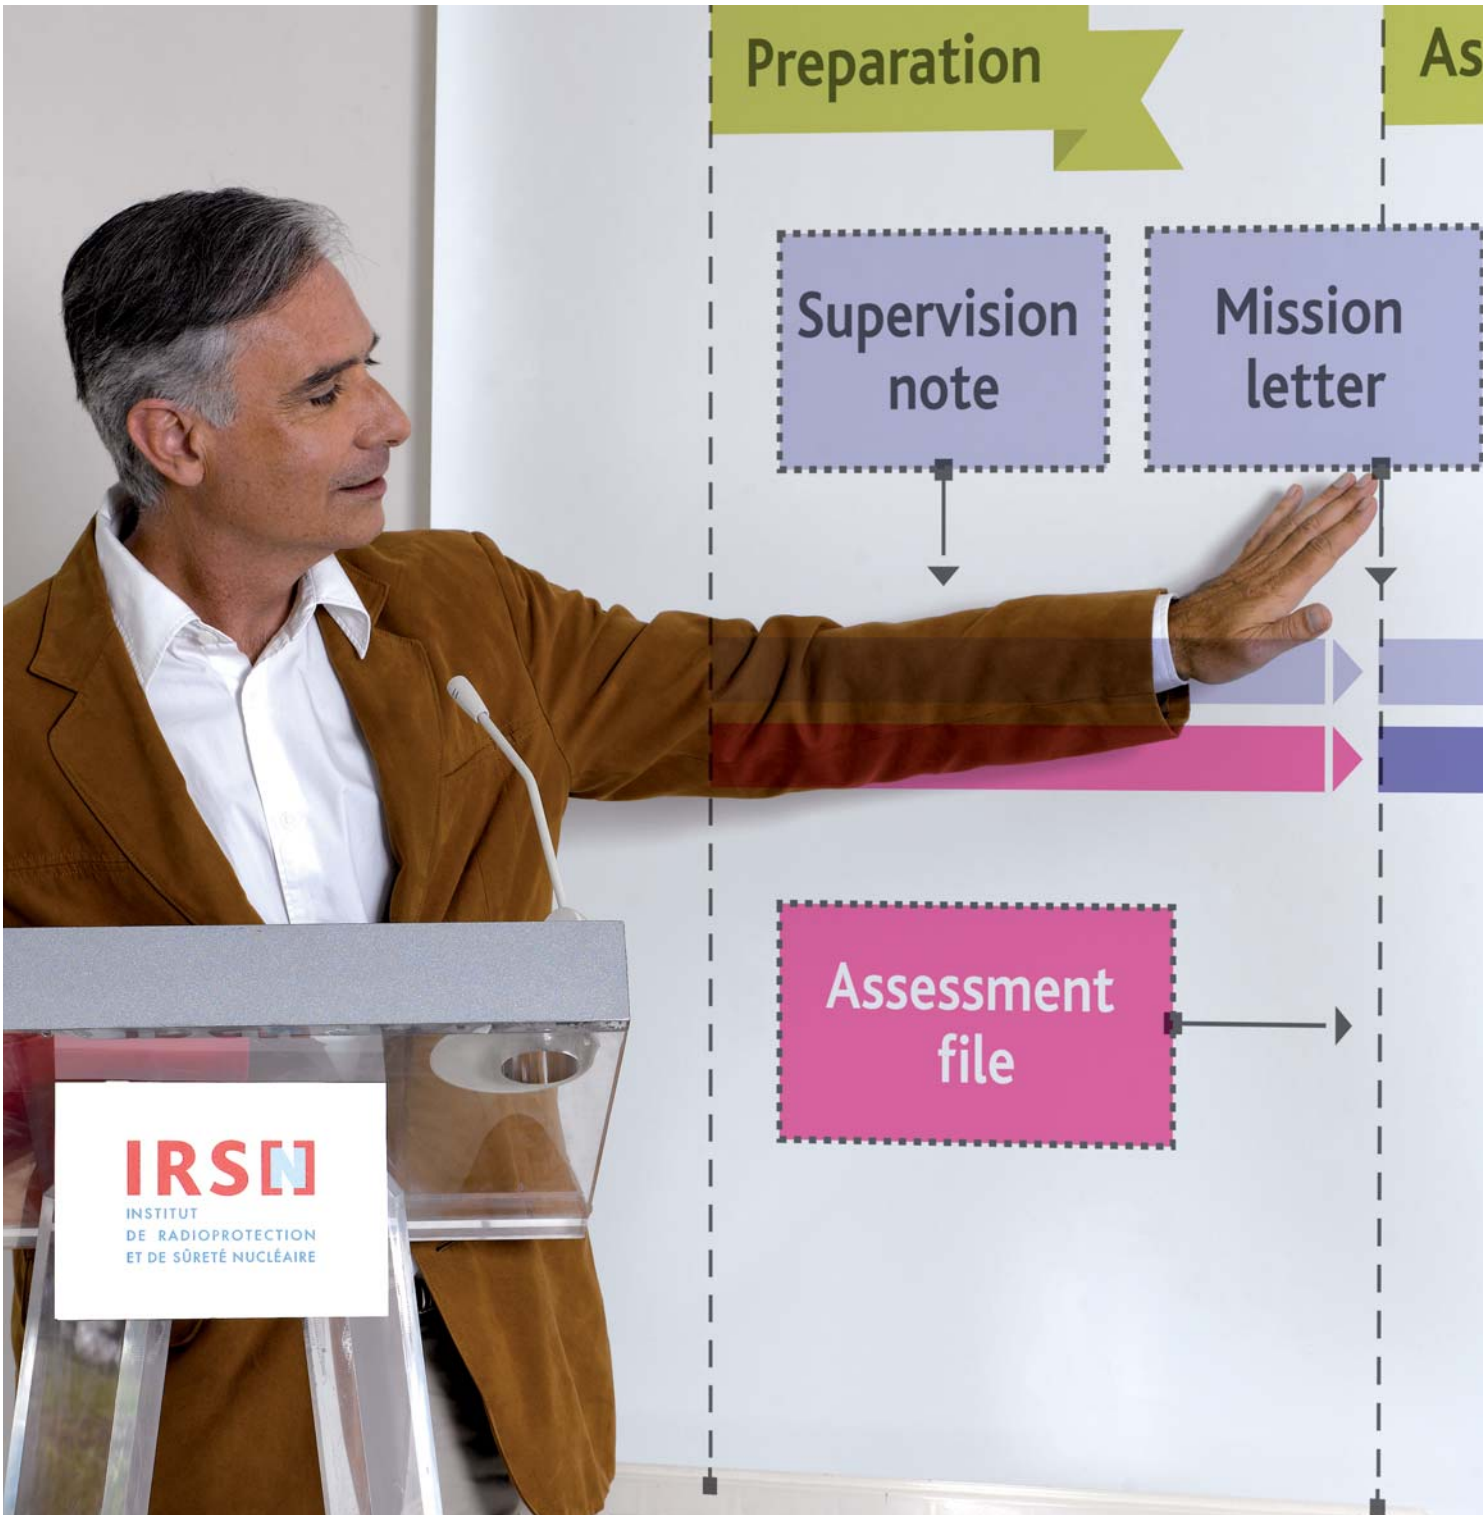 Preparation
As
Supervision
note
Mission
letter
Assessment
file
IRSN
INSTITUT
DE RADIOPROTECTION
ET DE SÛRETÉ NUCLÉAIRE